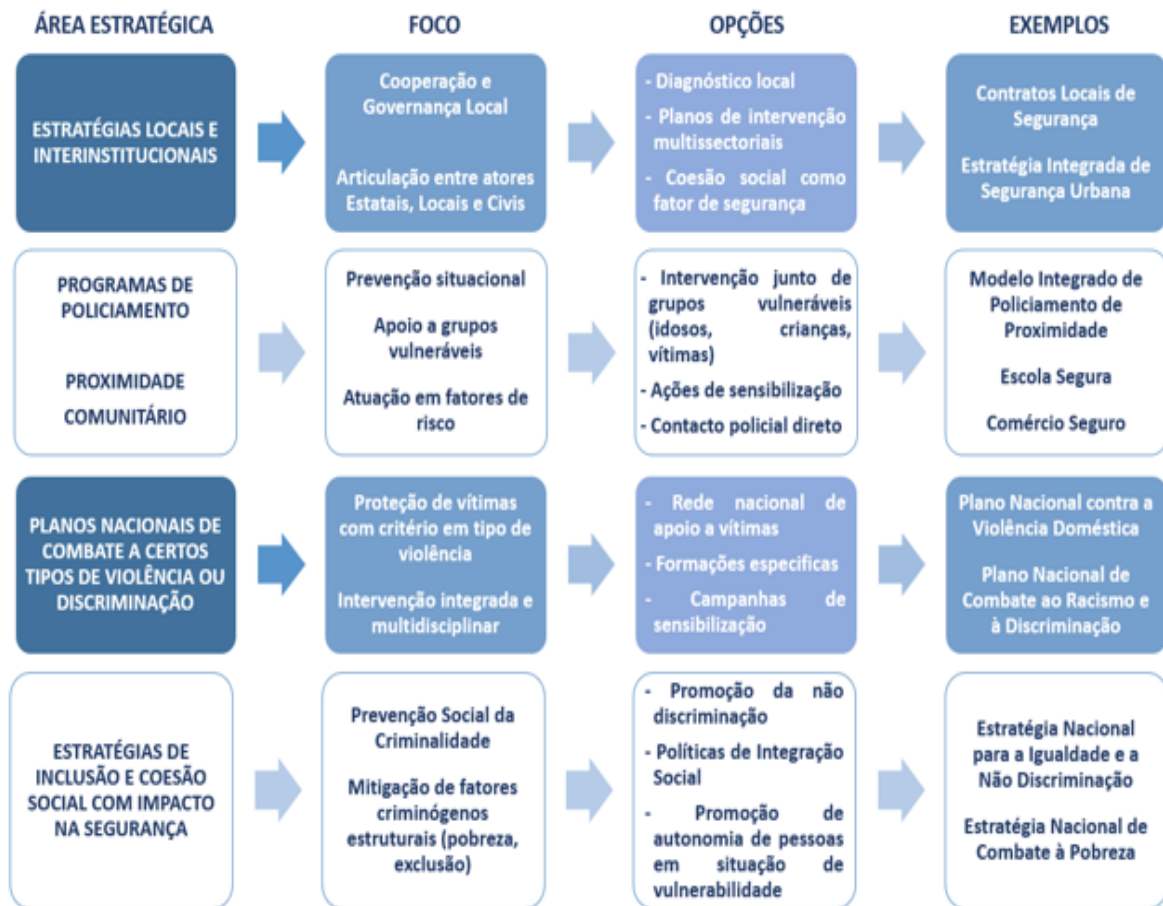 ÁREA ESTRATÉGICA
FOCO
OPÇÕES
EXEMPLOS
ESTRATÉGIAS LOCAIS E
INTERINSTITUCIONAIS
Cooperação e
Governança Local
Articulação entre atores
Estatais, Locais e Civis
- Diagnóstico local
- Planos de intervenção
multissectoriais
- Coesão social como
fator de segurança
Contratos Locais de
Segurança
Estratégia Integrada de
Segurança Urbana
PROGRAMAS DE
POLICIAMENTO
PROXIMIDADE
COMUNITÁRIO
Prevenção situacional
Apoio a grupos
vulneráveis
Atuação em fatores de
risco
- Intervenção junto de
grupos vulneráveis
(idosos, crianças,
vítimas)
- Ações de sensibilização
- Contacto policial direto
Modelo Integrado de
Policiamento de
Proximidade
Escola Segura
Comércio Seguro
PLANOS NACIONAIS DE
COMBATE A CERTOS
TIPOS DE VIOLÊNCIA OU
DISCRIMINAÇÃO
Proteção de vítimas
com critério em tipo de
violência
Intervenção integrada e
multidisciplinar
- Rede nacional de
apoio a vítimas
- Formações especificas
- Campanhas de
sensibilização
Plano Nacional contra a
Violência Doméstica
Plano Nacional de
Combate ao Racismo e
à Discriminação
ESTRATÉGIAS DE
INCLUSÃO E COESÃO
SOCIAL COM IMPACTO
NA SEGURANÇA
Prevenção Social da
Criminalidade
Mitigação de fatores
criminógenos
estruturais (pobreza,
exclusão)
- Promoção da não
discriminação
- Políticas de Integração
Social
- Promoção de
autonomia de pessoas
em situação de
vulnerabilidade
Estratégia Nacional
para a Igualdade e a
Não Discriminação
Estratégia Nacional de
Combate à Pobreza